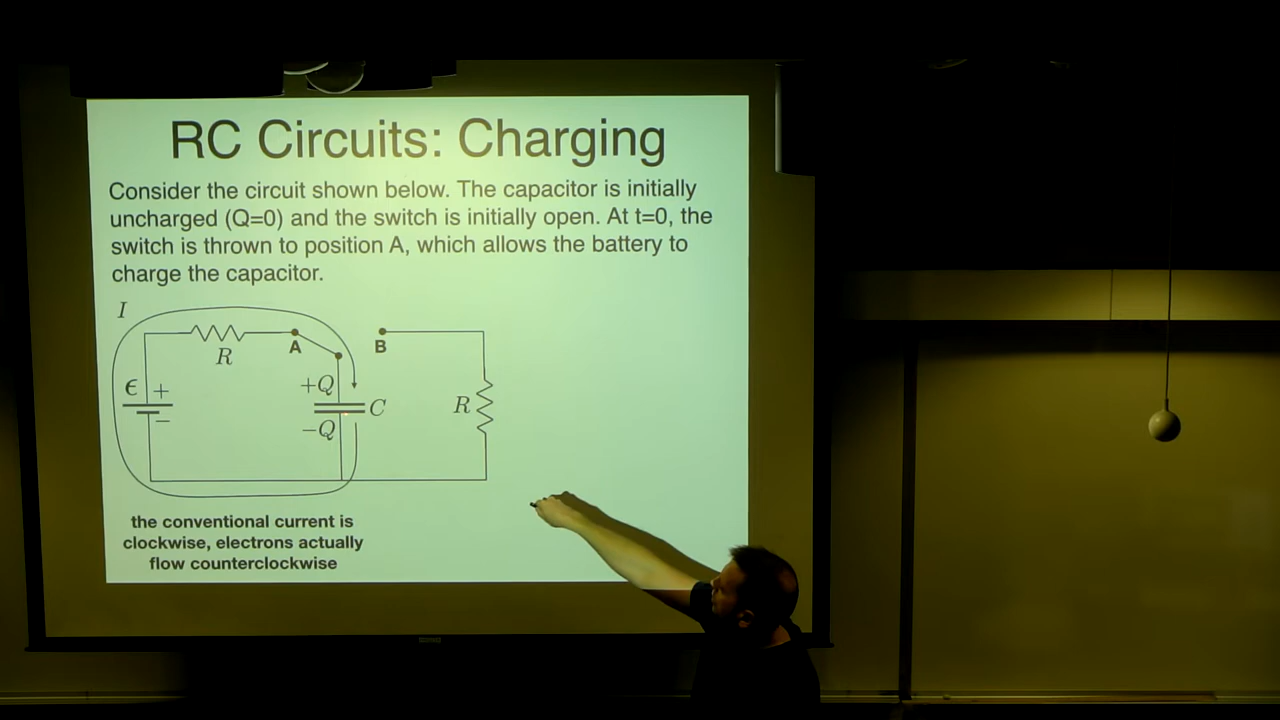 RC Circuits: Charging
Consider the circuit shown below. The capacitor is initially
uncharged (Q=0) and the switch is initially open. At t=0, the
switch is thrown to position A, which allows the battery to
charge the capacitor.
I
R
A
B
ϵ
+
−
+Q
−Q
C
R
the conventional current is
clockwise, electrons actually
flow counterclockwise